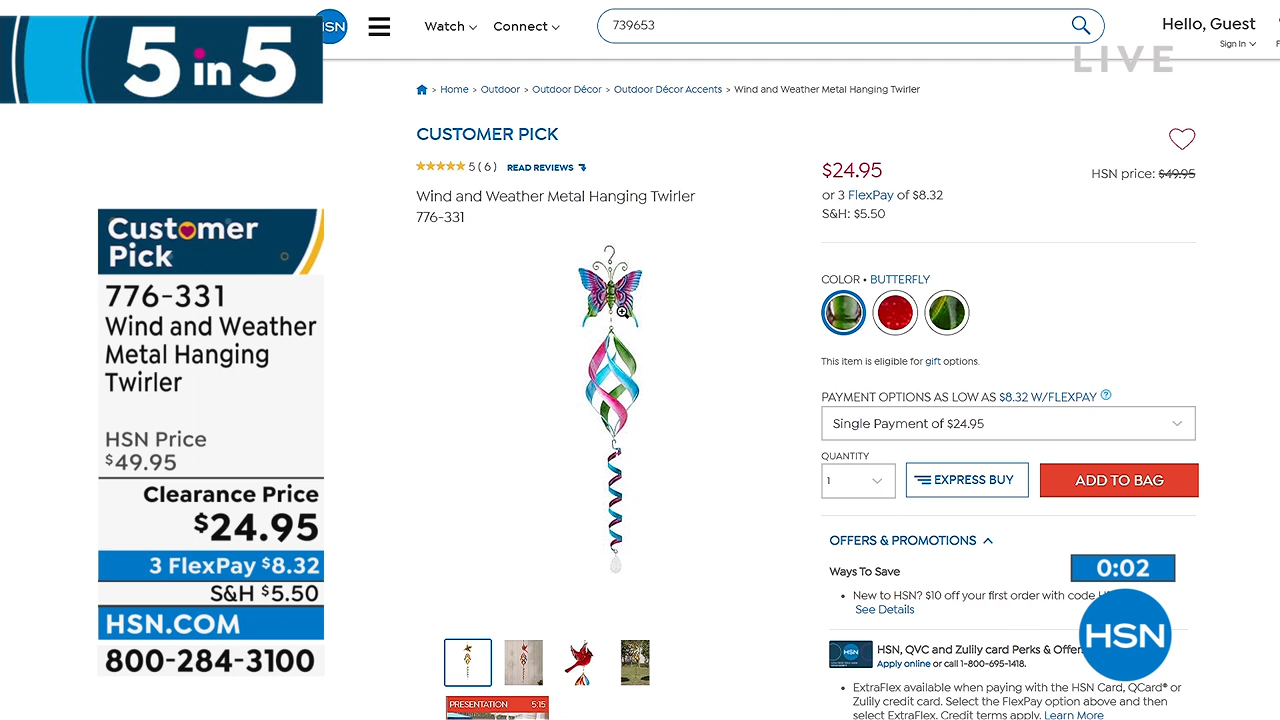 5 in 5
HSN
Watch
Connect
739653
Hello, Guest
Sign In
LIVE
> Home > Outdoor > Outdoor Décor > Outdoor Décor Accents > Wind and Weather Metal Hanging Twirler
CUSTOMER PICK
5 ( 6 ) READ REVIEWS
Wind and Weather Metal Hanging Twirler
776-331
$24.95
HSN price: $49.95
or 3 FlexPay of $8.32
S&H: $5.50
COLOR • BUTTERFLY
This item is eligible for gift options.
PAYMENT OPTIONS AS LOW AS $8.32 W/FLEXPAY ?
Single Payment of $24.95
QUANTITY
1
EXPRESS BUY
ADD TO BAG
OFFERS & PROMOTIONS
Ways To Save
• New to HSN? $10 off your first order with code
See Details
HSN, QVC and Zulily card Perks & Offer
Apply online or call 1-800-695-1418.
• ExtraFlex available when paying with the HSN Card, QCard® or
Zulily credit card. Select the FlexPay option above and then
select ExtraFlex. Credit terms apply. Learn More
0:02
HSN
PRESENTATION 5:15
Customer
Pick
776-331
Wind and Weather
Metal Hanging
Twirler
HSN Price
$49.95
Clearance Price
$24.95
3 FlexPay $8.32
S&H $5.50
HSN.COM
800-284-3100